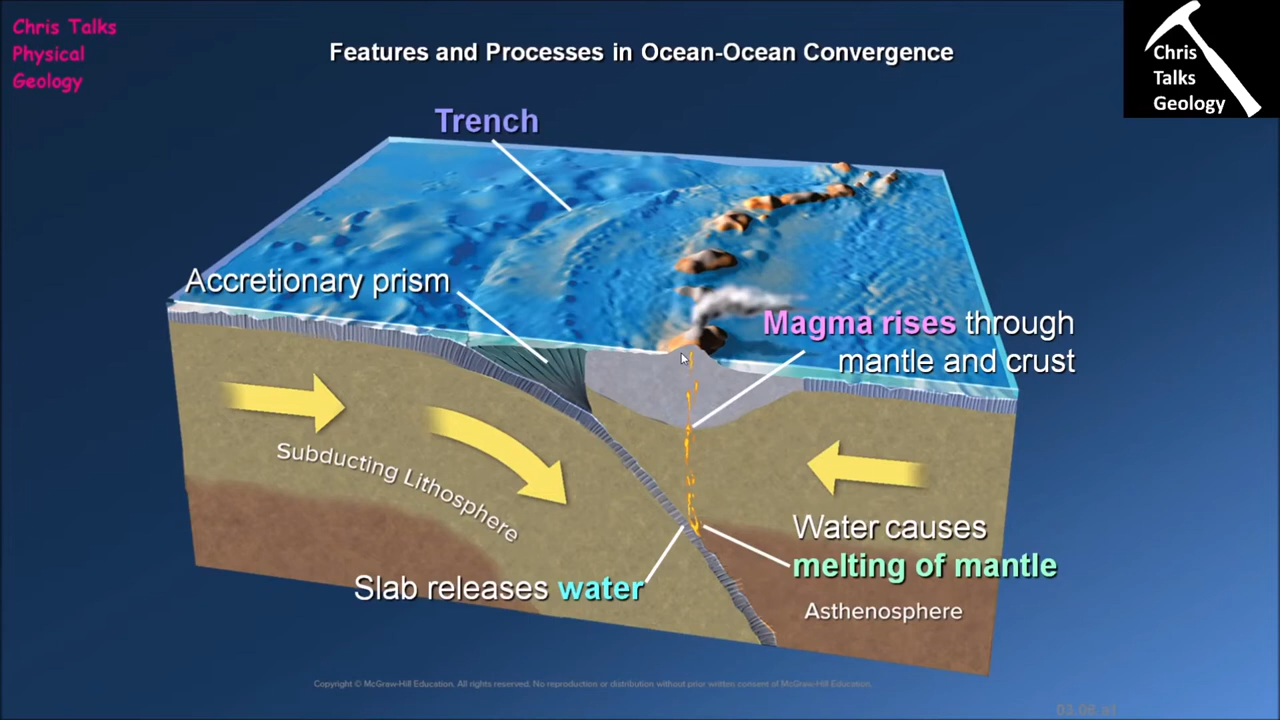 Chris Talks
Physical
Geology
Features and Processes in Ocean-Ocean Convergence
Chris
Talks
Geology
Trench
Accretionary prism
Magma rises through
mantle and crust
Subducting Lithosphere
Water causes
melting of mantle
Slab releases water
Asthenosphere
Copyright © McGraw-Hill Education. All rights reserved. No reproduction or distribution without prior written consent of McGraw-Hill Education.